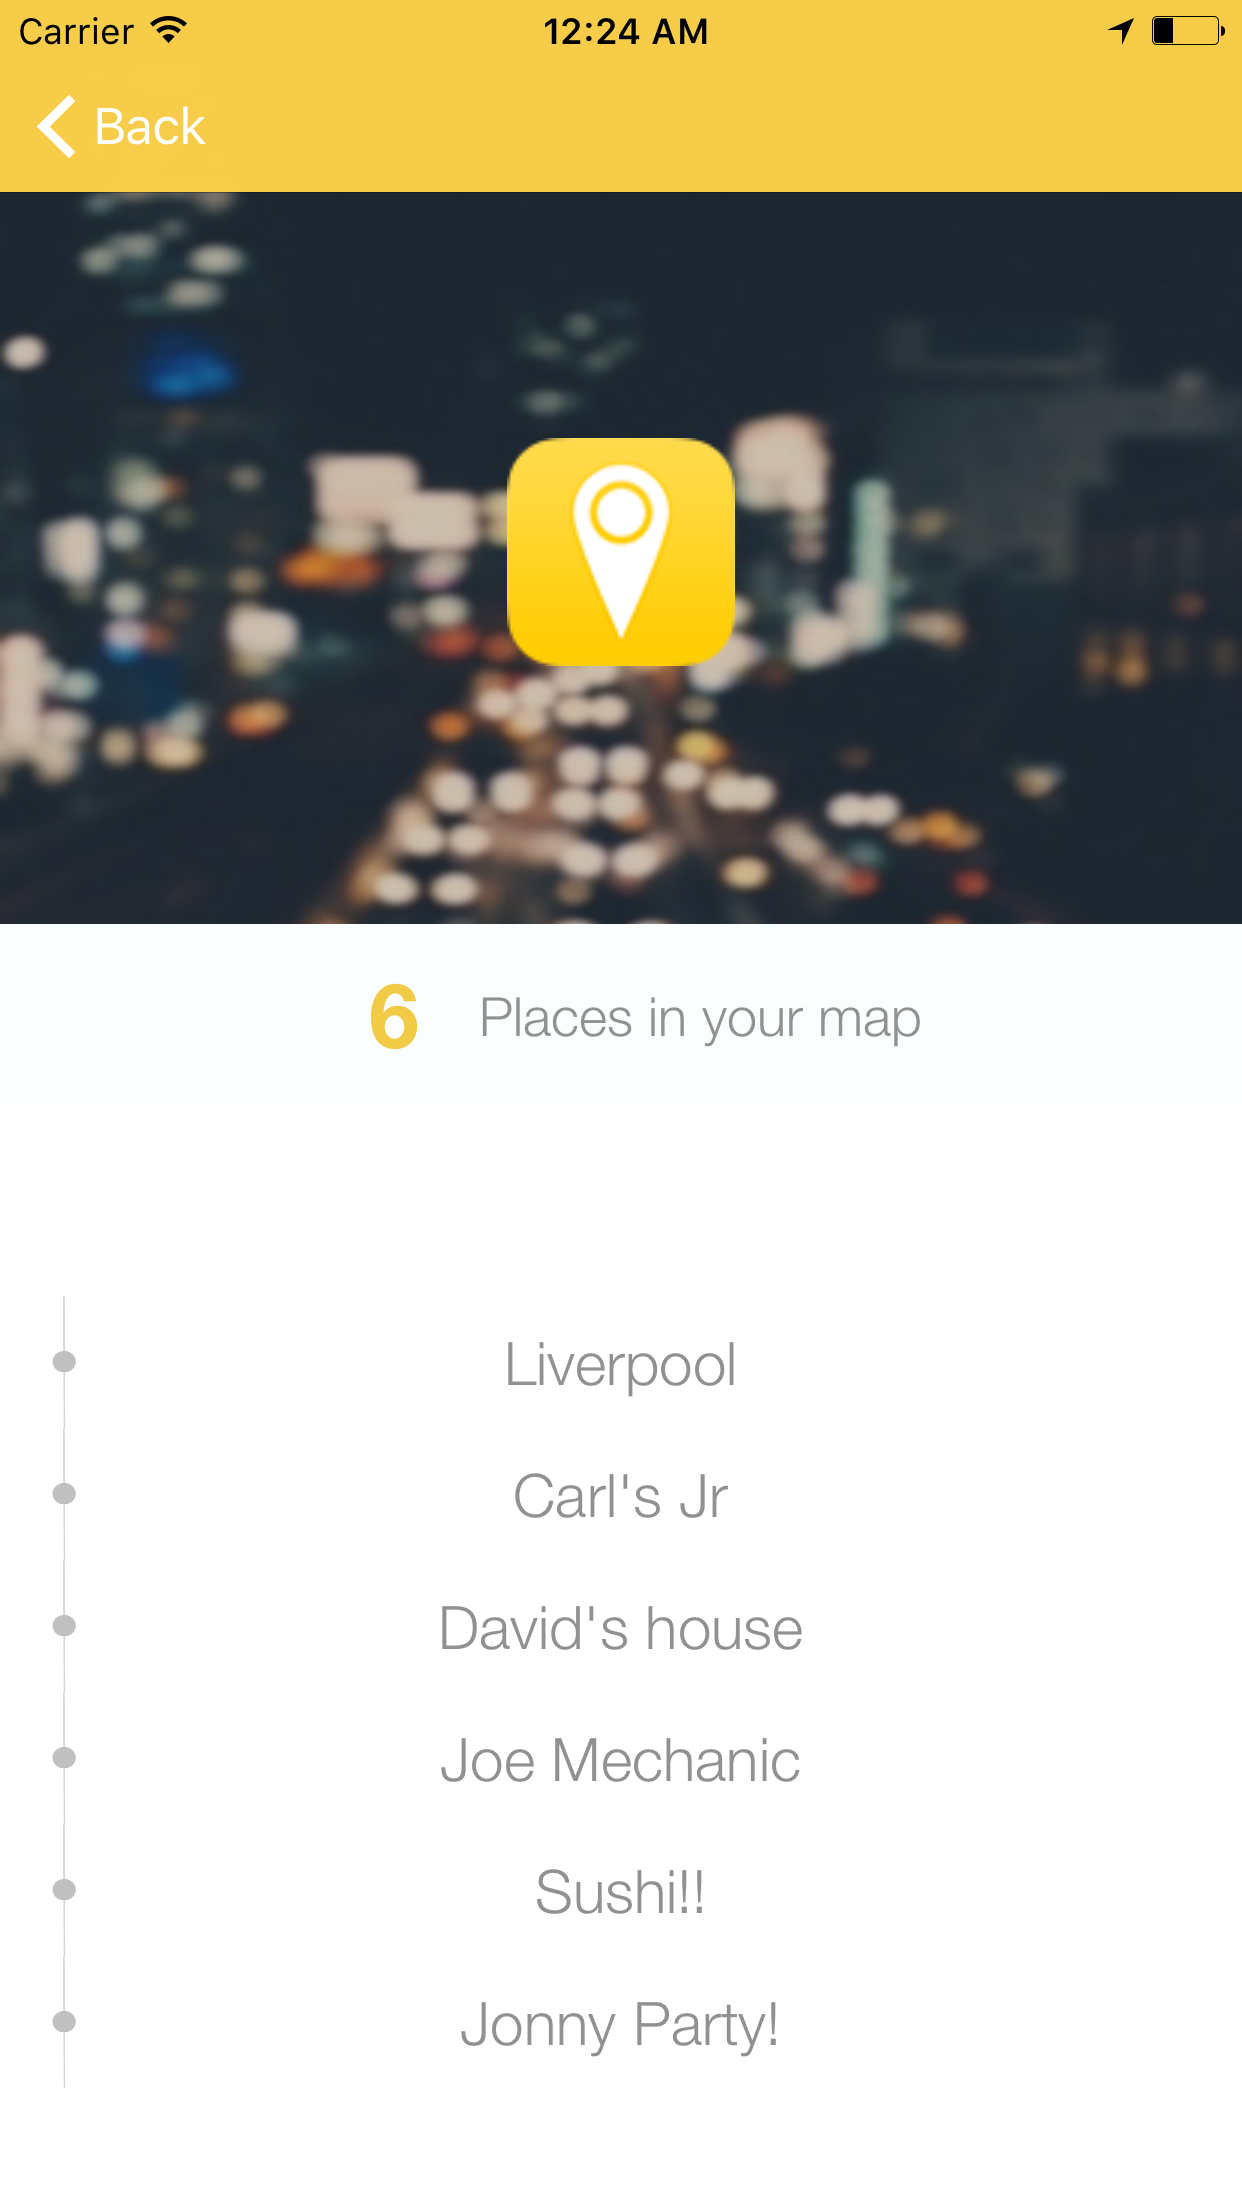 Carrier 12:24 AM
Back
6 Places in your map
Liverpool
Carl's Jr
David's house
Joe Mechanic
Sushi!!
Jonny Party!